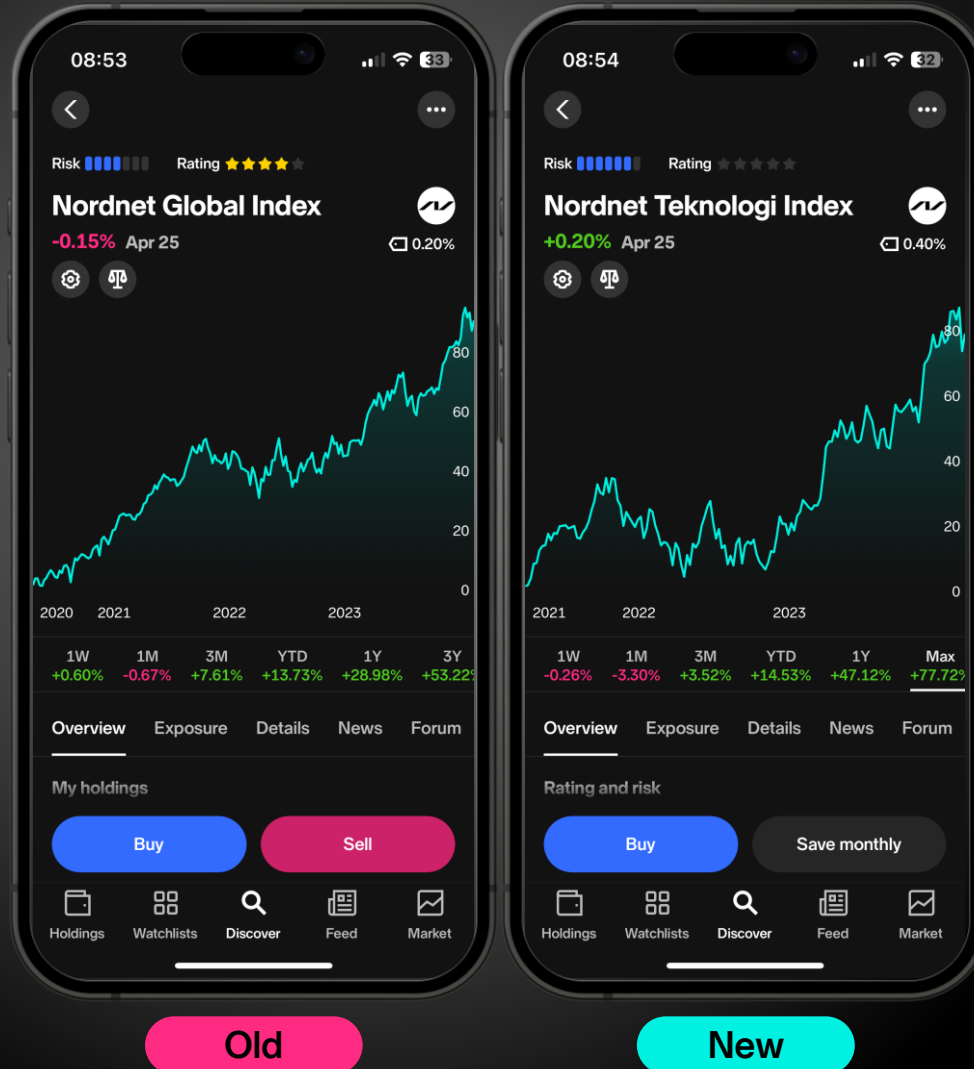 08:53
33
Risk
Rating
Nordnet Global Index
-0.15% Apr 25
0.20%
80
60
40
20
0
2020 2021 2022 2023
1W 1M 3M YTD 1Y 3Y
+0.60% -0.67% +7.61% +13.73% +28.98% +53.22%
Overview Exposure Details News Forum
My holdings
Buy Sell
Holdings Watchlists Discover Feed Market
Old
08:54
32
Risk
Rating
Nordnet Teknologi Index
+0.20% Apr 25
0.40%
80
60
40
20
0
2021 2022 2023
1W 1M 3M YTD 1Y Max
-0.26% -3.30% +3.52% +14.53% +47.12% +77.72%
Overview Exposure Details News Forum
Rating and risk
Buy Save monthly
Holdings Watchlists Discover Feed Market
New